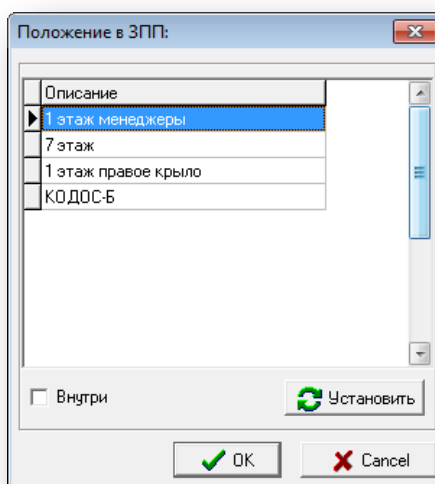 Положение в ЗПП:
Описание
1 этаж менеджеры
7 этаж
1 этаж правое крыло
КОДОС-Б
Внутри
Установить
OK
Cancel